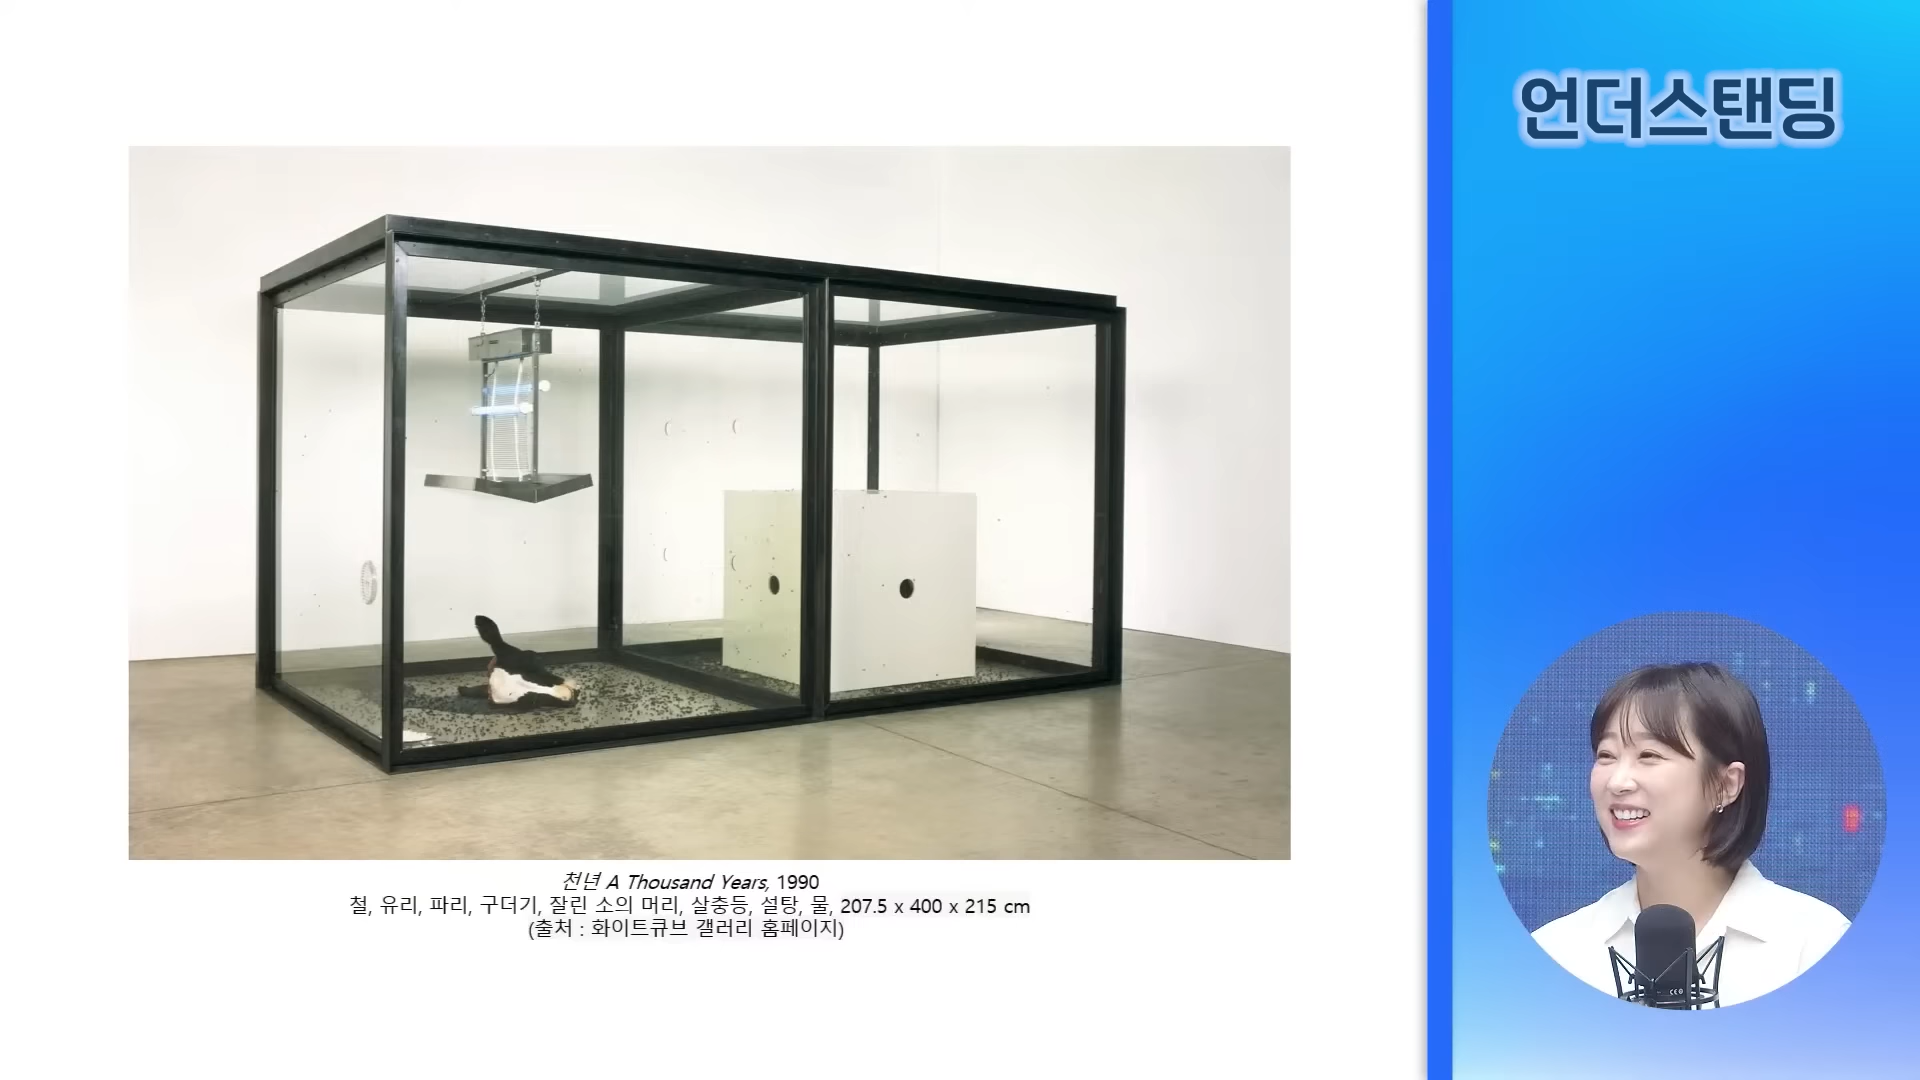 언더스탠딩
천년 A Thousand Years, 1990
철, 유리, 파리, 구더기, 잘린 소의 머리, 살충등, 설탕, 물, 207.5 x 400 x 215 cm
(출처 : 화이트큐브 갤러리 홈페이지)